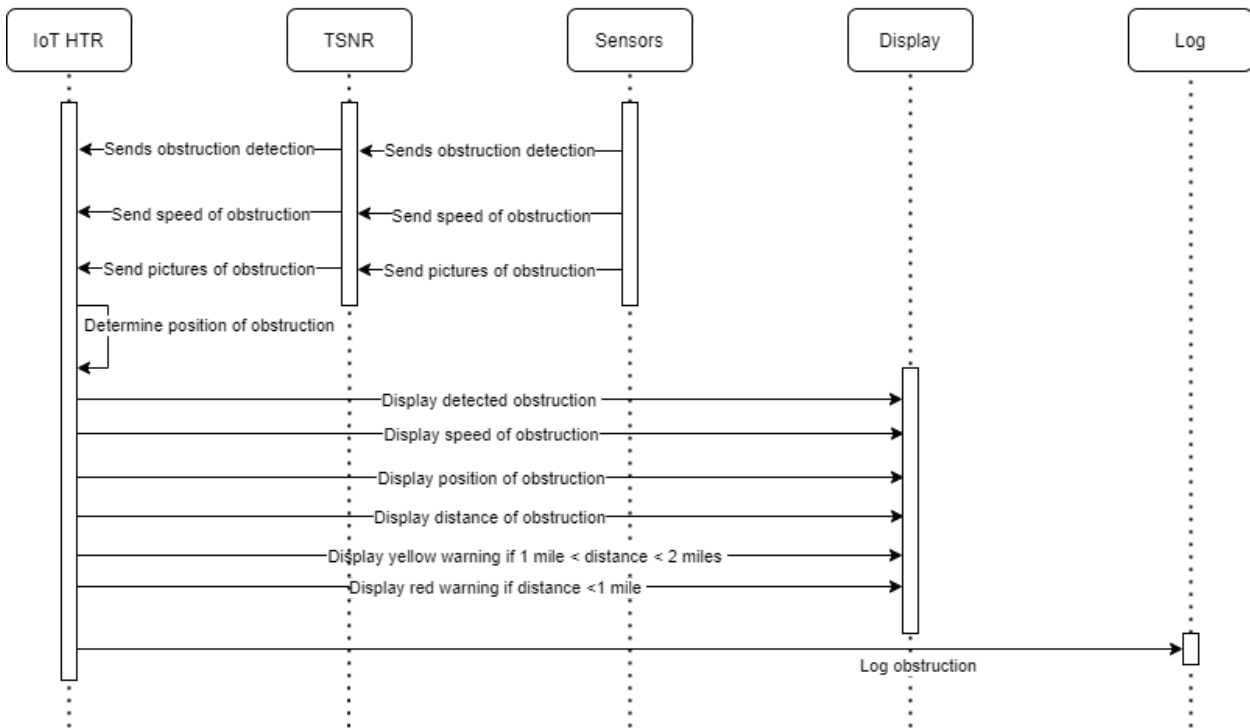 IoT HTR
TSNR
Sensors
Display
Log
Sends obstruction detection
Sends obstruction detection
Send speed of obstruction
Send speed of obstruction
Send pictures of obstruction
Send pictures of obstruction
Determine position of obstruction
Display detected obstruction
Display speed of obstruction
Display position of obstruction
Display distance of obstruction
Display yellow warning if 1 mile < distance < 2 miles
Display red warning if distance <1 mile
Log obstruction